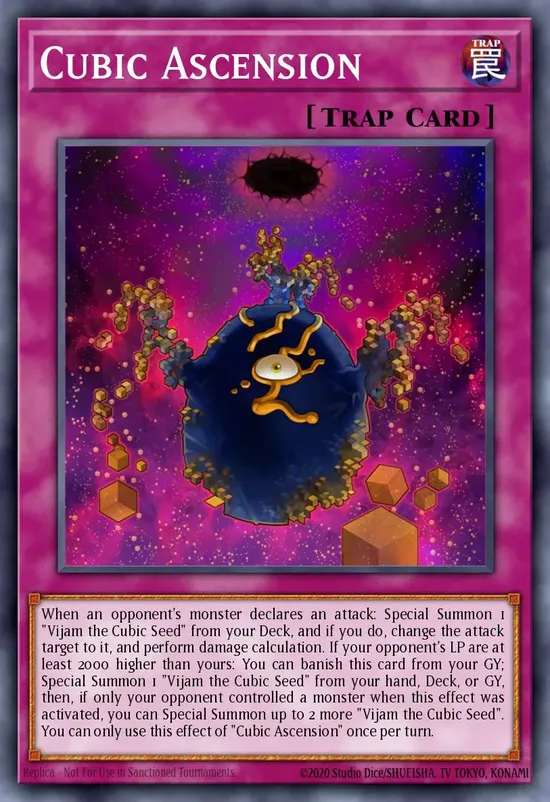 CUBIC ASCENSION
TRAP
罠
[TRAP CARD]
When an opponent's monster declares an attack: Special Summon 1
"Vijam the Cubic Seed" from your Deck, and if you do, change the attack
target to it, and perform damage calculation. If your opponent's LP are at
least 2000 higher than yours: You can banish this card from your GY;
Special Summon 1 "Vijam the Cubic Seed" from your hand, Deck, or GY,
then, if only your opponent controlled a monster when this effect was
activated, you can Special Summon up to 2 more "Vijam the Cubic Seed".
You can only use this effect of "Cubic Ascension" once per turn.
Replica - Not For Use in Sanctioned Tournaments. ©2020 Studio Dice/SHUEISHA, TV TOKYO, KONAMI